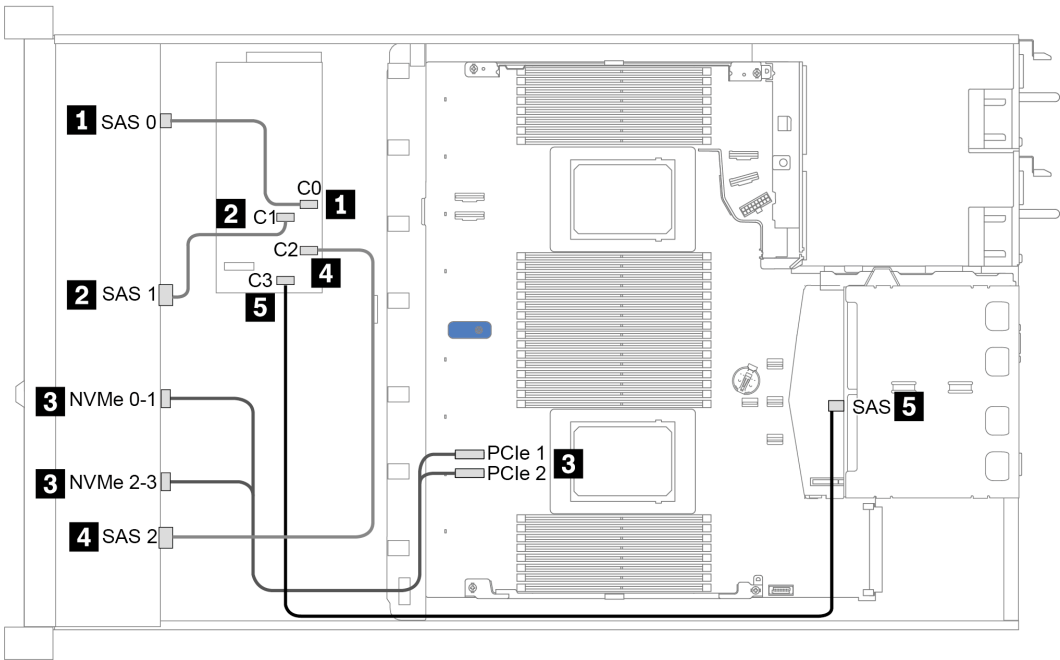 1 SAS 0
C0 1
2 C1
C2 4
C3
5
2 SAS 1
3 NVMe 0-1
SAS 5
PCIe 1
PCIe 2 3
3 NVMe 2-3
4 SAS 2